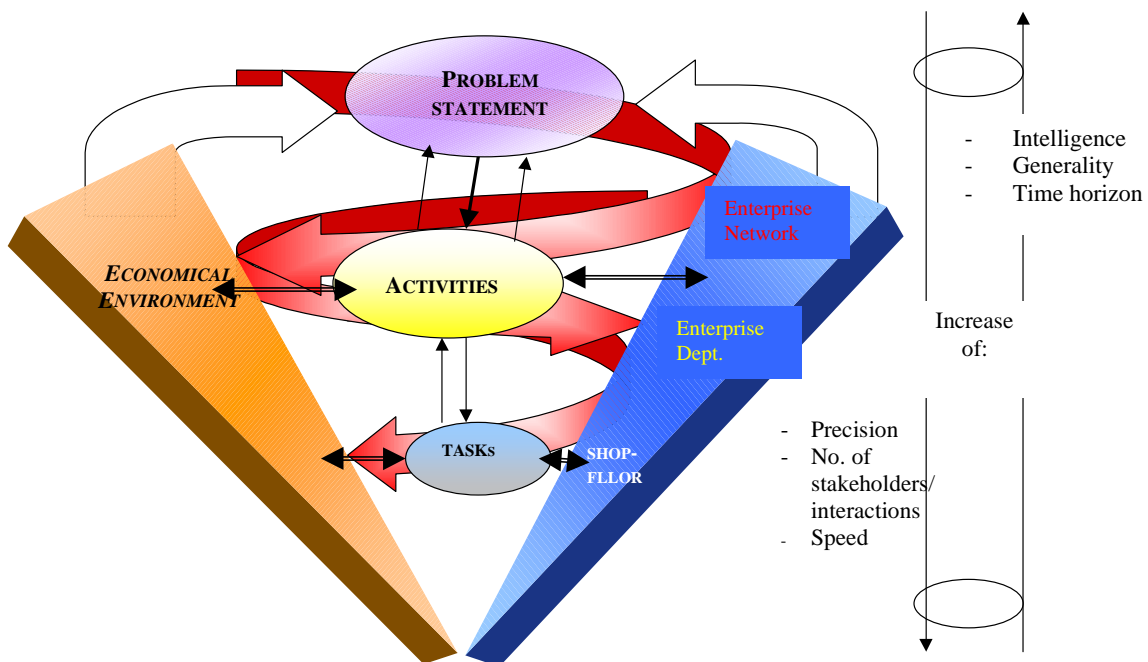 PROBLEM
STATEMENT
- Intelligence
- Generality
- Time horizon
Enterprise
Network
ECONOMICAL
ENVIRONMENT
ACTIVITIES
Enterprise
Dept.
Increase
of:
- Precision
- No. of
stakeholders/
interactions
- Speed
TASKs
SHOP-
FLLOR